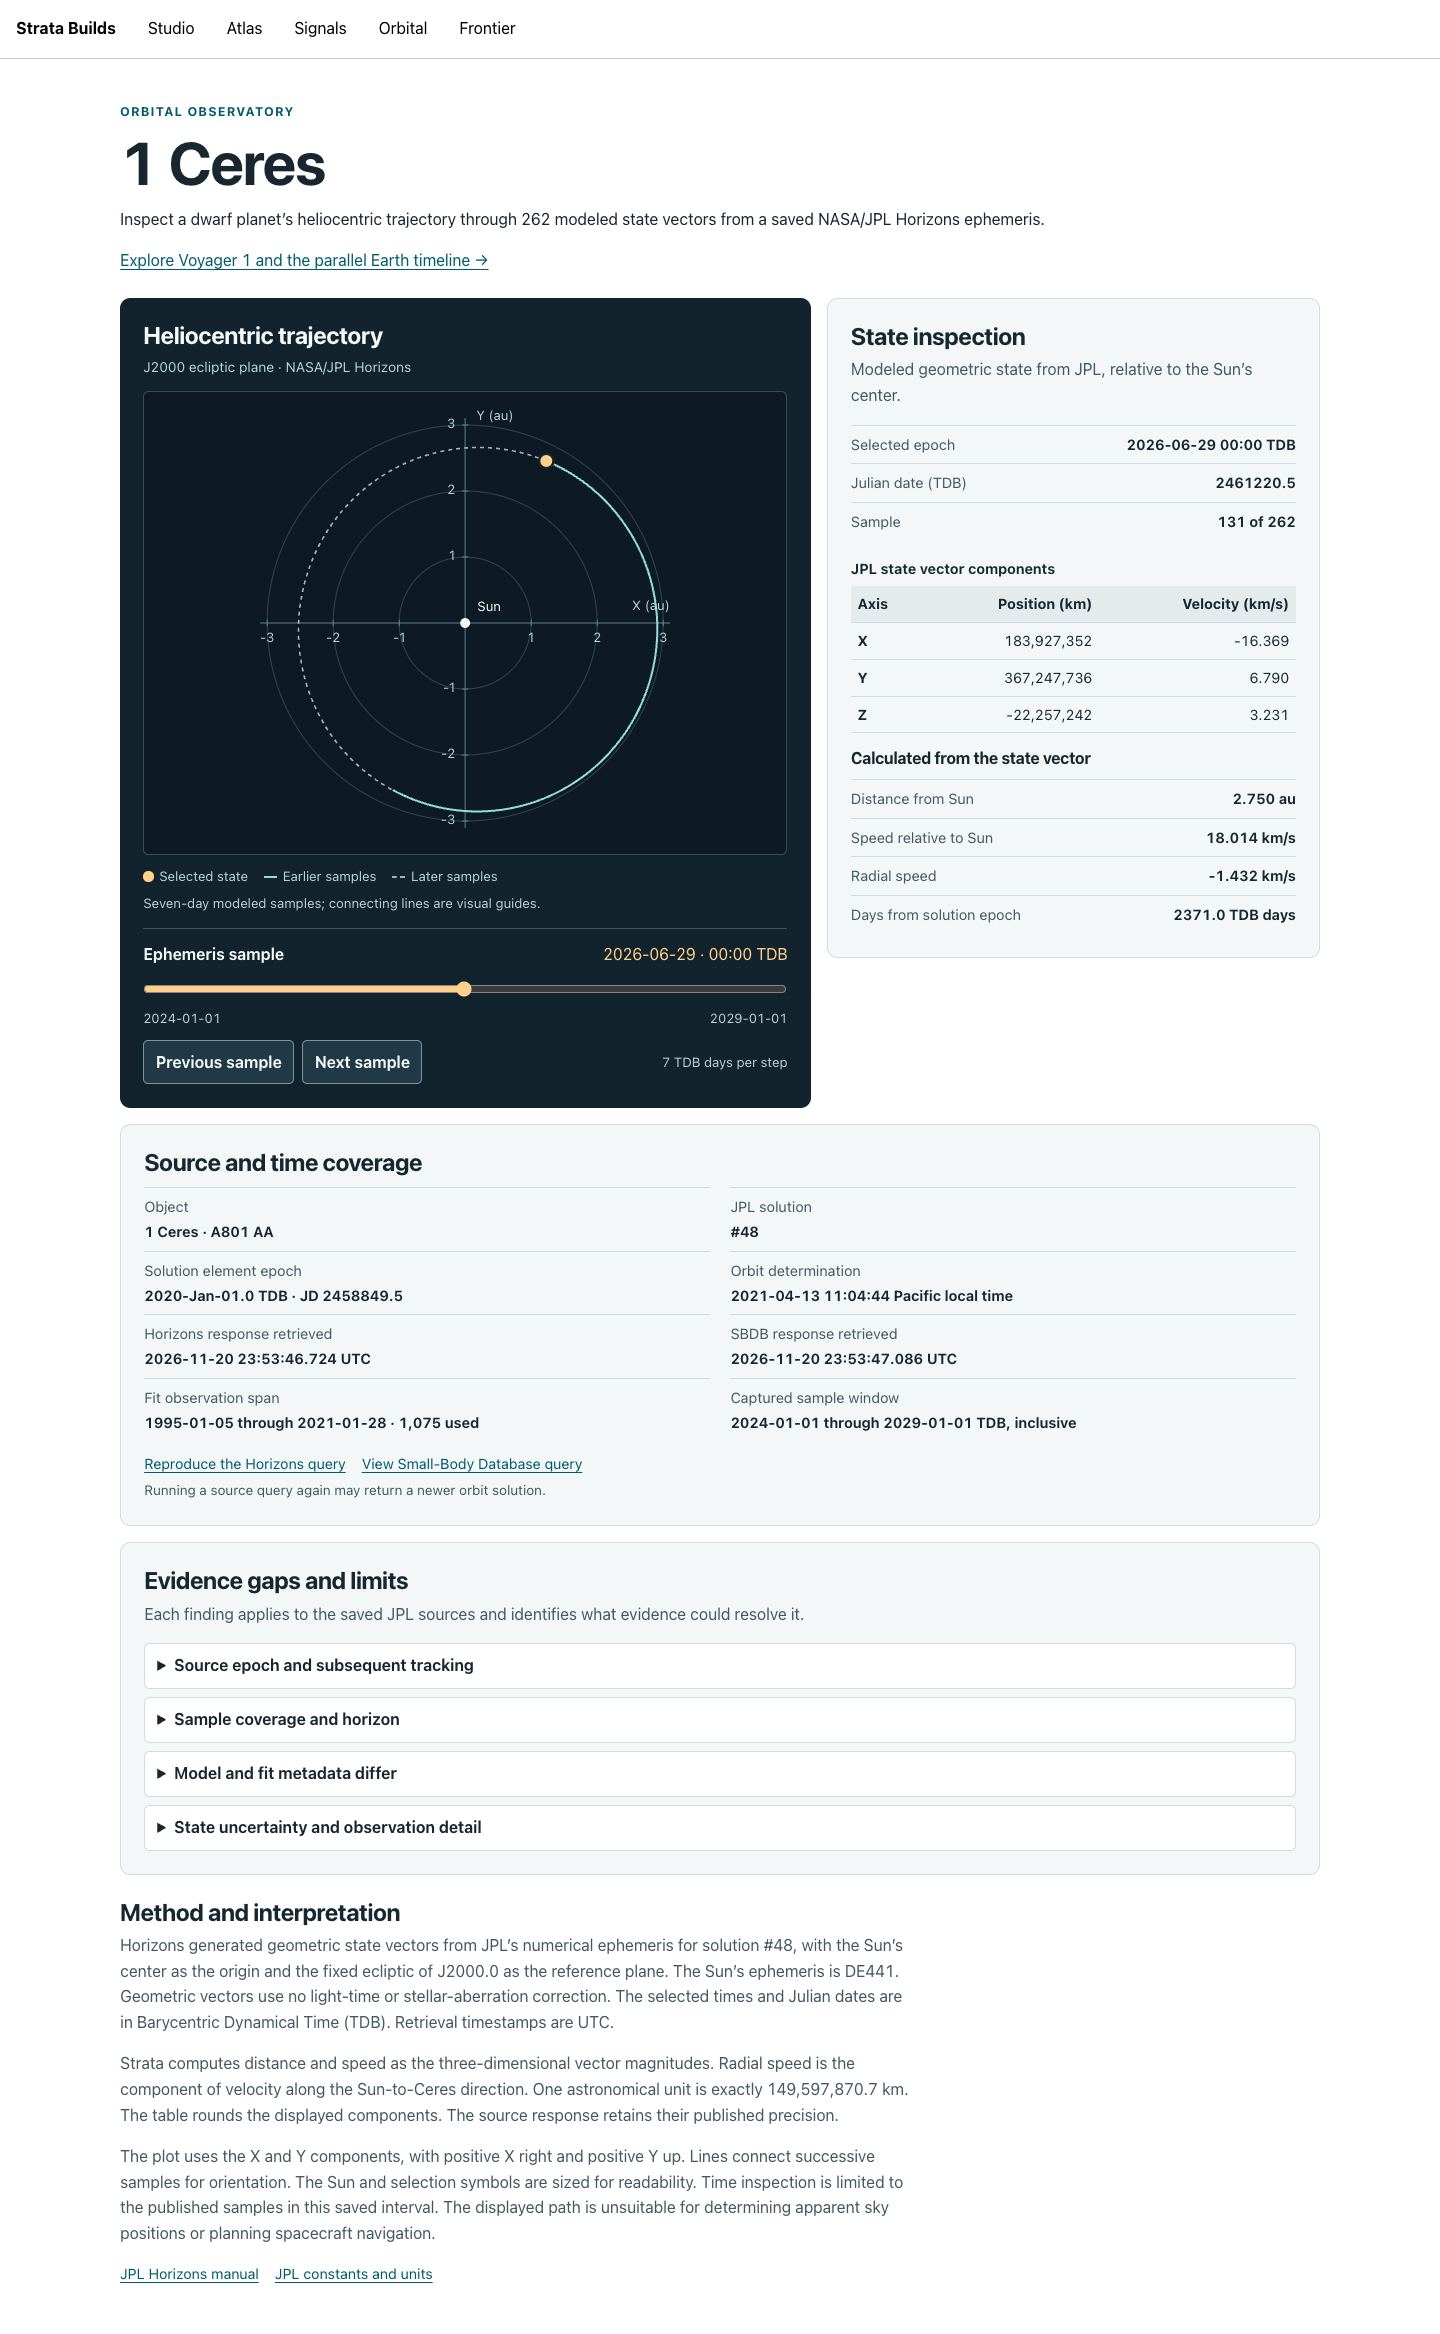 Strata Builds Studio Atlas Signals Orbital Frontier
ORBITAL OBSERVATORY
1 Ceres
Inspect a dwarf planet’s heliocentric trajectory through 262 modeled state vectors from a saved NASA/JPL Horizons ephemeris.
Explore Voyager 1 and the parallel Earth timeline →
Heliocentric trajectory
J2000 ecliptic plane · NASA/JPL Horizons
Y (au)
3
2
1
Sun
X (au)
-3 -2 -1 1 2 3
-1
-2
-3
Selected state Earlier samples Later samples
Seven-day modeled samples; connecting lines are visual guides.
Ephemeris sample 2026-06-29 · 00:00 TDB
2024-01-01 2029-01-01
Previous sample Next sample 7 TDB days per step
State inspection
Modeled geometric state from JPL, relative to the Sun’s
center.
Selected epoch 2026-06-29 00:00 TDB
Julian date (TDB) 2461220.5
Sample 131 of 262
JPL state vector components
Axis Position (km) Velocity (km/s)
X 183,927,352 -16.369
Y 367,247,736 6.790
Z -22,257,242 3.231
Calculated from the state vector
Distance from Sun 2.750 au
Speed relative to Sun 18.014 km/s
Radial speed -1.432 km/s
Days from solution epoch 2371.0 TDB days
Source and time coverage
Object JPL solution
1 Ceres · A801 AA #48
Solution element epoch Orbit determination
2020-Jan-01.0 TDB · JD 2458849.5 2021-04-13 11:04:44 Pacific local time
Horizons response retrieved SBDB response retrieved
2026-11-20 23:53:46.724 UTC 2026-11-20 23:53:47.086 UTC
Fit observation span Captured sample window
1995-01-05 through 2021-01-28 · 1,075 used 2024-01-01 through 2029-01-01 TDB, inclusive
Reproduce the Horizons query View Small-Body Database query
Running a source query again may return a newer orbit solution.
Evidence gaps and limits
Each finding applies to the saved JPL sources and identifies what evidence could resolve it.
Source epoch and subsequent tracking
Sample coverage and horizon
Model and fit metadata differ
State uncertainty and observation detail
Method and interpretation
Horizons generated geometric state vectors from JPL’s numerical ephemeris for solution #48, with the Sun’s
center as the origin and the fixed ecliptic of J2000.0 as the reference plane. The Sun’s ephemeris is DE441.
Geometric vectors use no light-time or stellar-aberration correction. The selected times and Julian dates are
in Barycentric Dynamical Time (TDB). Retrieval timestamps are UTC.
Strata computes distance and speed as the three-dimensional vector magnitudes. Radial speed is the
component of velocity along the Sun-to-Ceres direction. One astronomical unit is exactly 149,597,870.7 km.
The table rounds the displayed components. The source response retains their published precision.
The plot uses the X and Y components, with positive X right and positive Y up. Lines connect successive
samples for orientation. The Sun and selection symbols are sized for readability. Time inspection is limited to
the published samples in this saved interval. The displayed path is unsuitable for determining apparent sky
positions or planning spacecraft navigation.
JPL Horizons manual JPL constants and units